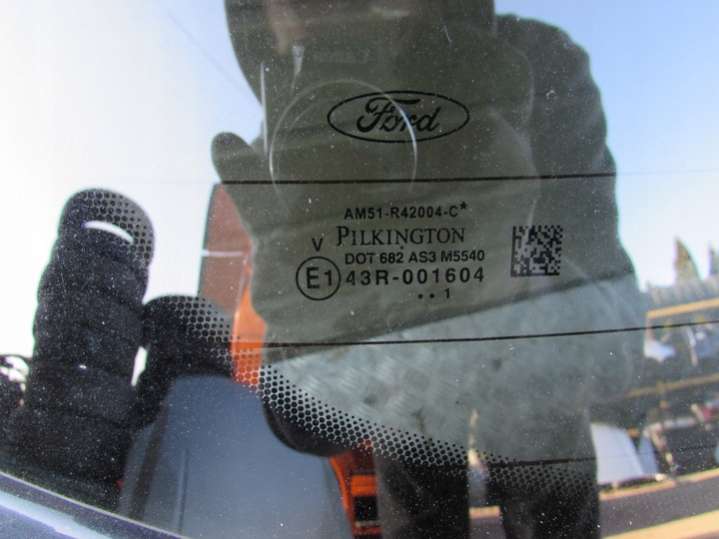 Ford
AM51-R42004-C*
V PILKINGTON
DOT 682 AS3 M5540
E1 43R-001604
•• 1